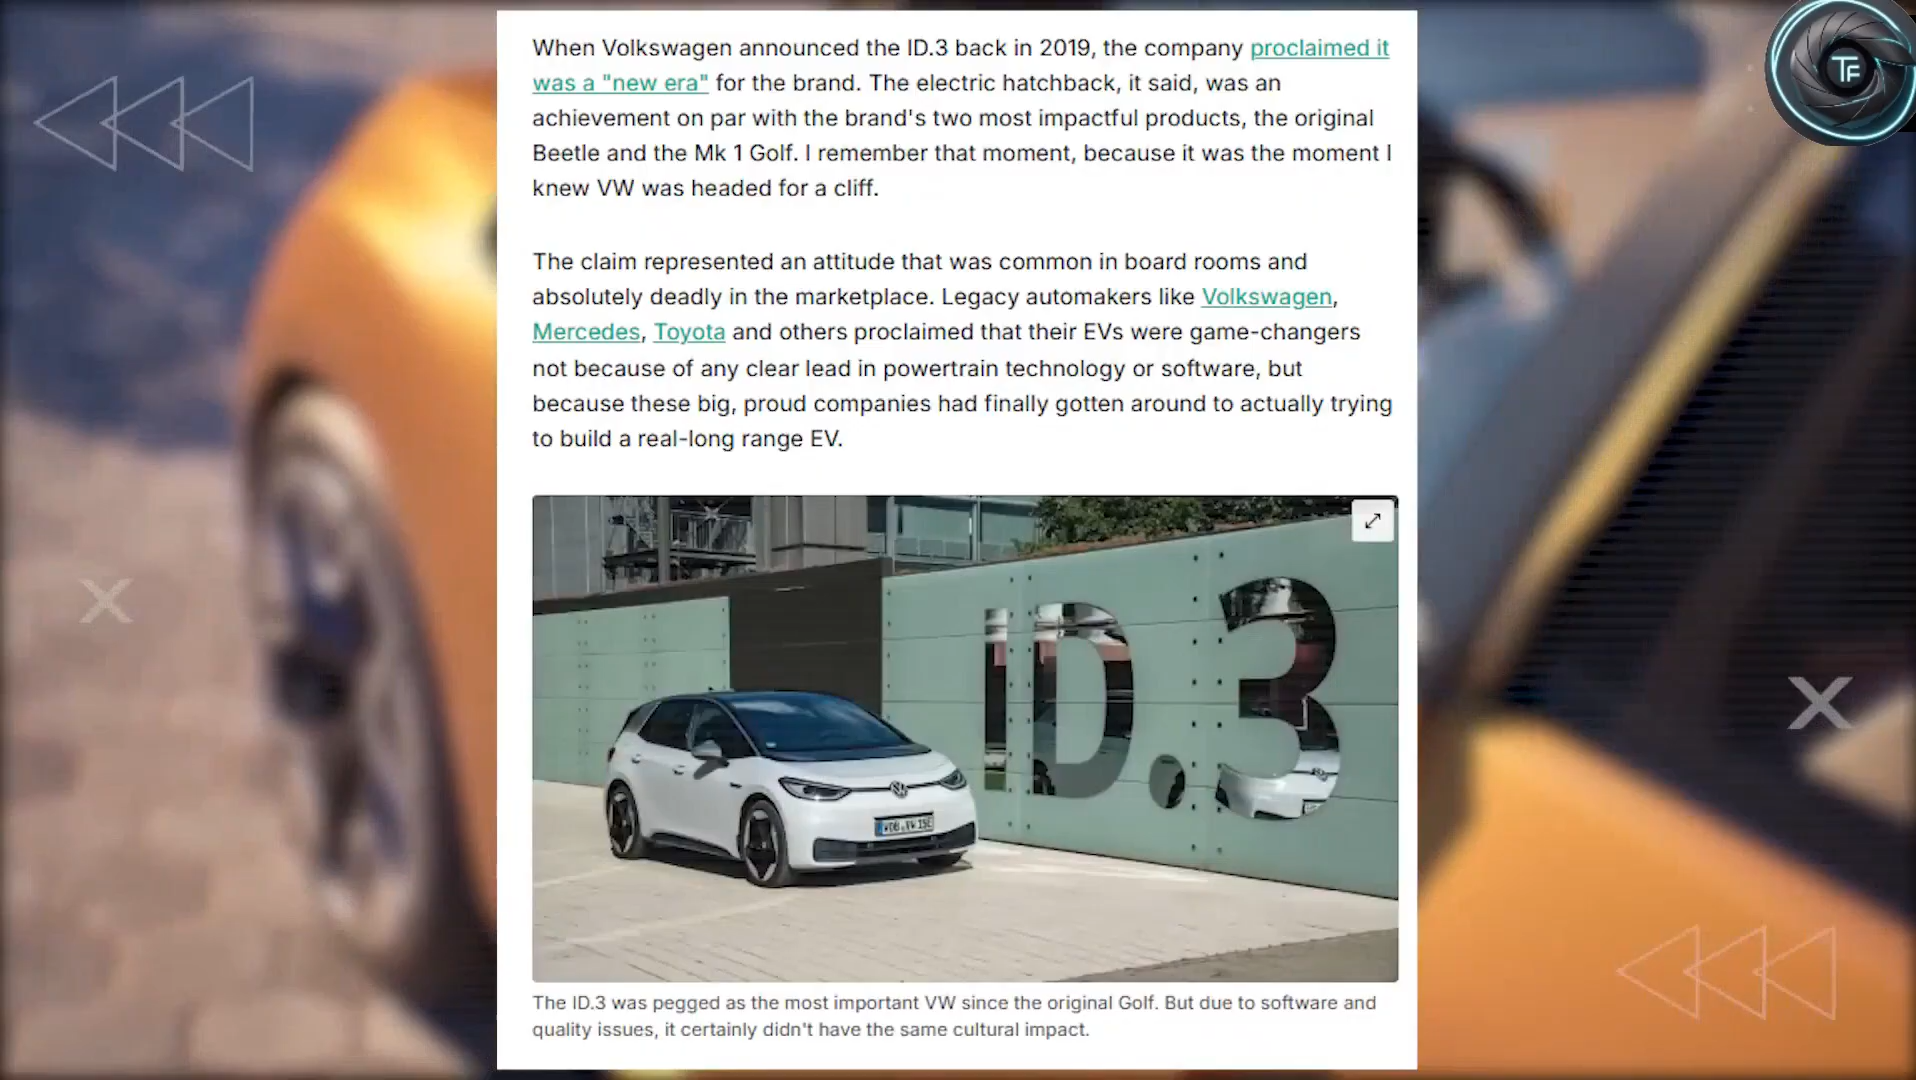 TF
When Volkswagen announced the ID.3 back in 2019, the company proclaimed it
was a "new era" for the brand. The electric hatchback, it said, was an
achievement on par with the brand's two most impactful products, the original
Beetle and the Mk 1 Golf. I remember that moment, because it was the moment I
knew VW was headed for a cliff.
The claim represented an attitude that was common in board rooms and
absolutely deadly in the marketplace. Legacy automakers like Volkswagen,
Mercedes, Toyota and others proclaimed that their EVs were game-changers
not because of any clear lead in powertrain technology or software, but
because these big, proud companies had finally gotten around to actually trying
to build a real-long range EV.
ID.3
The ID.3 was pegged as the most important VW since the original Golf. But due to software and
quality issues, it certainly didn't have the same cultural impact.